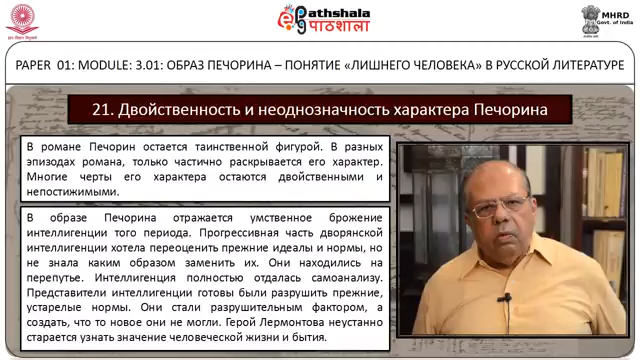 ePathshala
पाठशाला
MHRD
Govt. of India
PAPER 01: MODULE: 3.01: ОБРАЗ ПЕЧОРИНА – ПОНЯТИЕ «ЛИШНЕГО ЧЕЛОВЕКА» В РУССКОЙ ЛИТЕРАТУРЕ
21. Двойственность и неоднозначность характера Печорина
В романе Печорин остается таинственной фигурой. В разных
эпизодах романа, только частично раскрывается его характер.
Многие черты его характера остаются двойственными и
непостижимыми.
В образе Печорина отражается умственное брожение
интеллигенции того периода. Прогрессивная часть дворянской
интеллигенции хотела переоценить прежние идеалы и нормы, но
не знала каким образом заменить их. Они находились на
перепутье. Интеллигенция полностью отдалась самоанализу.
Представители интеллигенции готовы были разрушить прежние,
устарелые нормы. Они стали разрушительным фактором, а
создать, что то новое они не могли. Герой Лермонтова неустанно
старается узнать значение человеческой жизни и бытия.